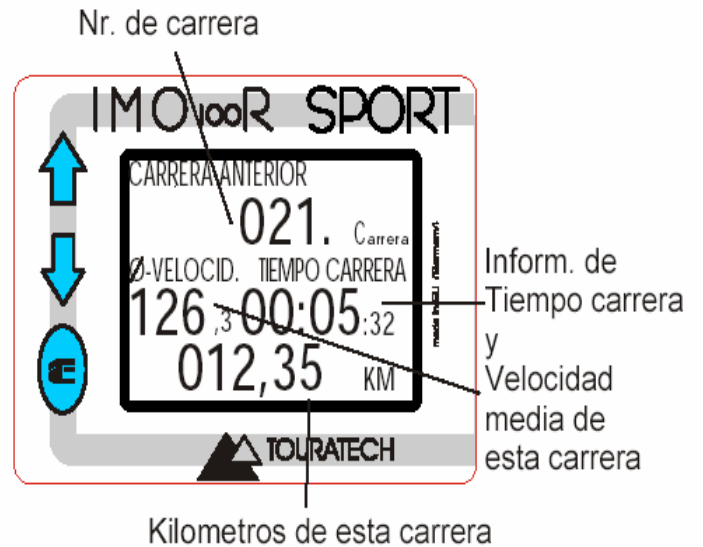 Nr. de carrera
IMO100R SPORT
CARRERA ANTERIOR
021. Carrera
Ø-VELOCID. TIEMPO CARRERA
126,3 00:05:32
012,35 KM
TOURATECH
Inform. de
Tiempo carrera
y
Velocidad
media de
esta carrera
Kilometros de esta carrera